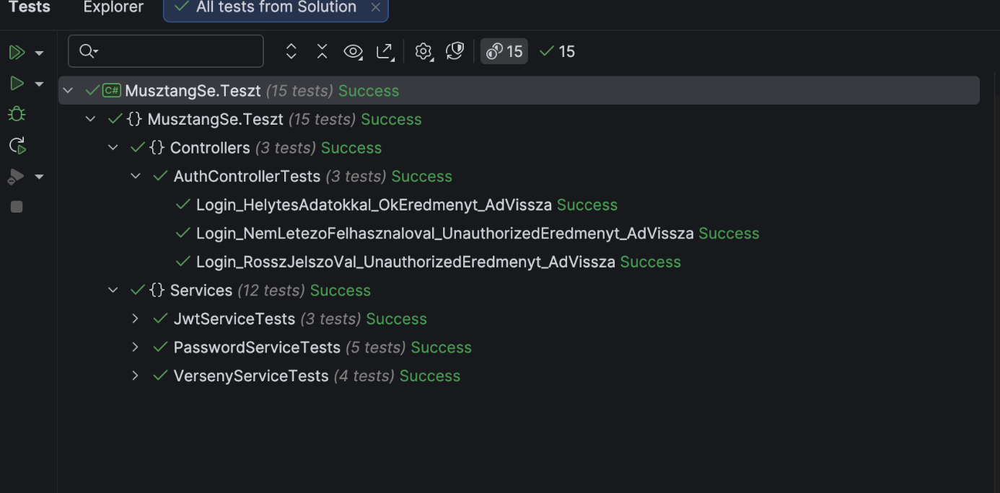 Tests Explorer All tests from Solution
15 15
C# MusztangSe.Teszt (15 tests) Success
{} MusztangSe.Teszt (15 tests) Success
{} Controllers (3 tests) Success
AuthControllerTests (3 tests) Success
Login_HelytesAdatokkal_OkEredmenyt_AdVissza Success
Login_NemLetezoFelhasznaloval_UnauthorizedEredmenyt_AdVissza Success
Login_RosszJelszoVal_UnauthorizedEredmenyt_AdVissza Success
{} Services (12 tests) Success
JwtServiceTests (3 tests) Success
PasswordServiceTests (5 tests) Success
VersenyServiceTests (4 tests) Success